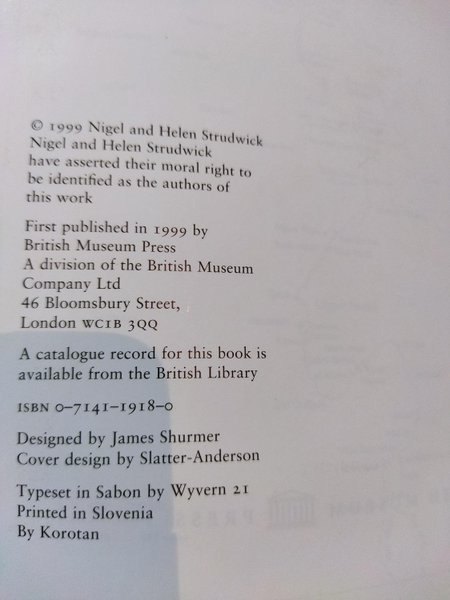 © 1999 Nigel and Helen Strudwick
Nigel and Helen Strudwick
have asserted their moral right to
be identified as the authors of
this work
First published in 1999 by
British Museum Press
A division of the British Museum
Company Ltd
46 Bloomsbury Street,
London WC1B 3QQ
A catalogue record for this book is
available from the British Library
ISBN 0-7141-1918-0
Designed by James Shurmer
Cover design by Slatter-Anderson
Typeset in Sabon by Wyvern 21
Printed in Slovenia
By Korotan